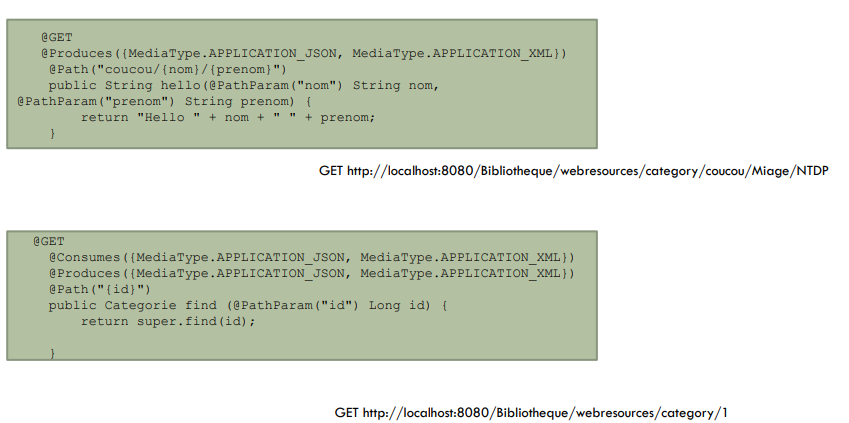 @GET
@Produces({MediaType.APPLICATION_JSON, MediaType.APPLICATION_XML})
@Path("coucou/{nom}/{prenom}")
public String hello(@PathParam("nom") String nom,
@PathParam("prenom") String prenom) {
return "Hello " + nom + " " + prenom;
}
GET http://localhost:8080/Bibliotheque/webresources/category/coucou/Miage/NTDP
@GET
@Consumes({MediaType.APPLICATION_JSON, MediaType.APPLICATION_XML})
@Produces({MediaType.APPLICATION_JSON, MediaType.APPLICATION_XML})
@Path("{id}")
public Categorie find (@PathParam("id") Long id) {
return super.find(id);
}
GET http://localhost:8080/Bibliotheque/webresources/category/1